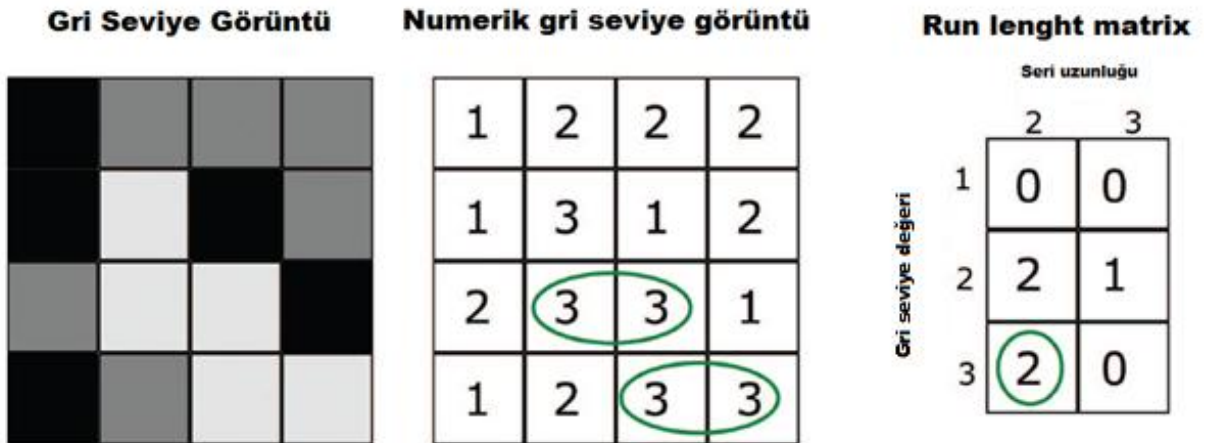 Gri Seviye Görüntü
Numerik gri seviye görüntü
1 2 2 2
1 3 1 2
2 3 3 1
1 2 3 3
Run lenght matrix
Seri uzunluğu
2 3
Gri seviye değeri
1 0 0
2 2 1
3 2 0